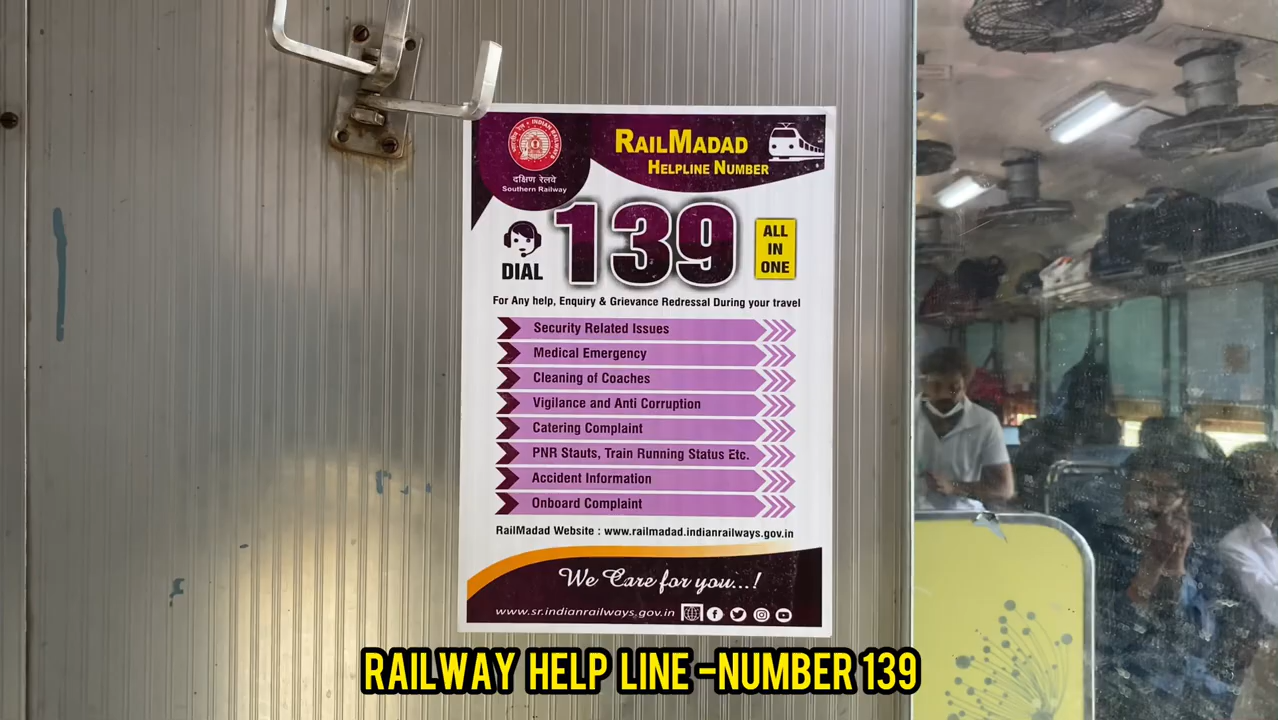 भारतीय रेल • INDIAN RAILWAYS
दक्षिण रेलवे
Southern Railway
RAILMADAD
HELPLINE NUMBER
DIAL
139
ALL
IN
ONE
For Any help, Enquiry & Grievance Redressal During your travel
Security Related Issues
Medical Emergency
Cleaning of Coaches
Vigilance and Anti Corruption
Catering Complaint
PNR Stauts, Train Running Status Etc.
Accident Information
Onboard Complaint
RailMadad Website : www.railmadad.indianrailways.gov.in
We Care for you...!
www.sr.indianrailways.gov.in
RAILWAY HELP LINE -NUMBER 139